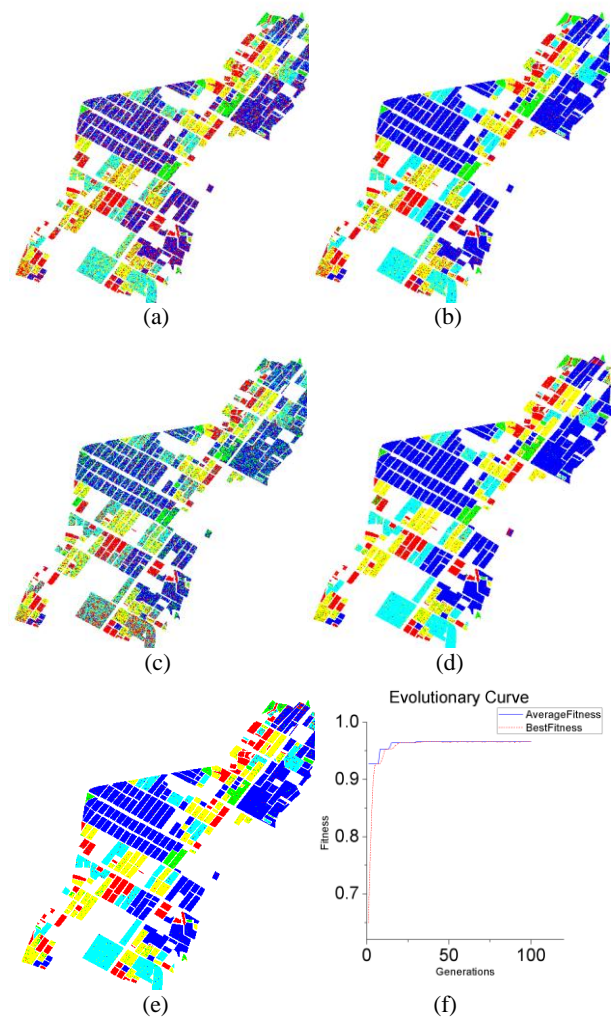 (a)
(b)
(c)
(d)
Evolutionary Curve
AverageFitness
BestFitness
1.0
0.9
0.8
0.7
Fitness
0
50
100
Generations
(e)
(f)